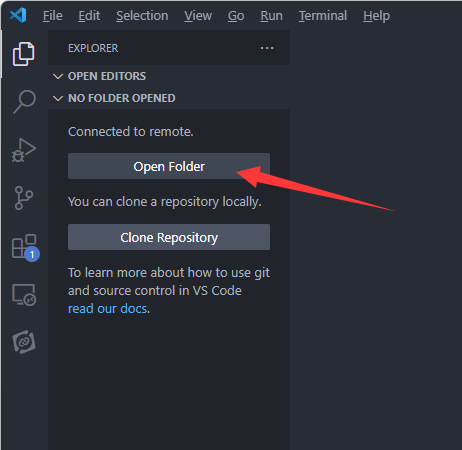 File Edit Selection View Go Run Terminal Help
EXPLORER ···
OPEN EDITORS
NO FOLDER OPENED
Connected to remote.
Open Folder
You can clone a repository locally.
Clone Repository
To learn more about how to use git
and source control in VS Code
read our docs.
1